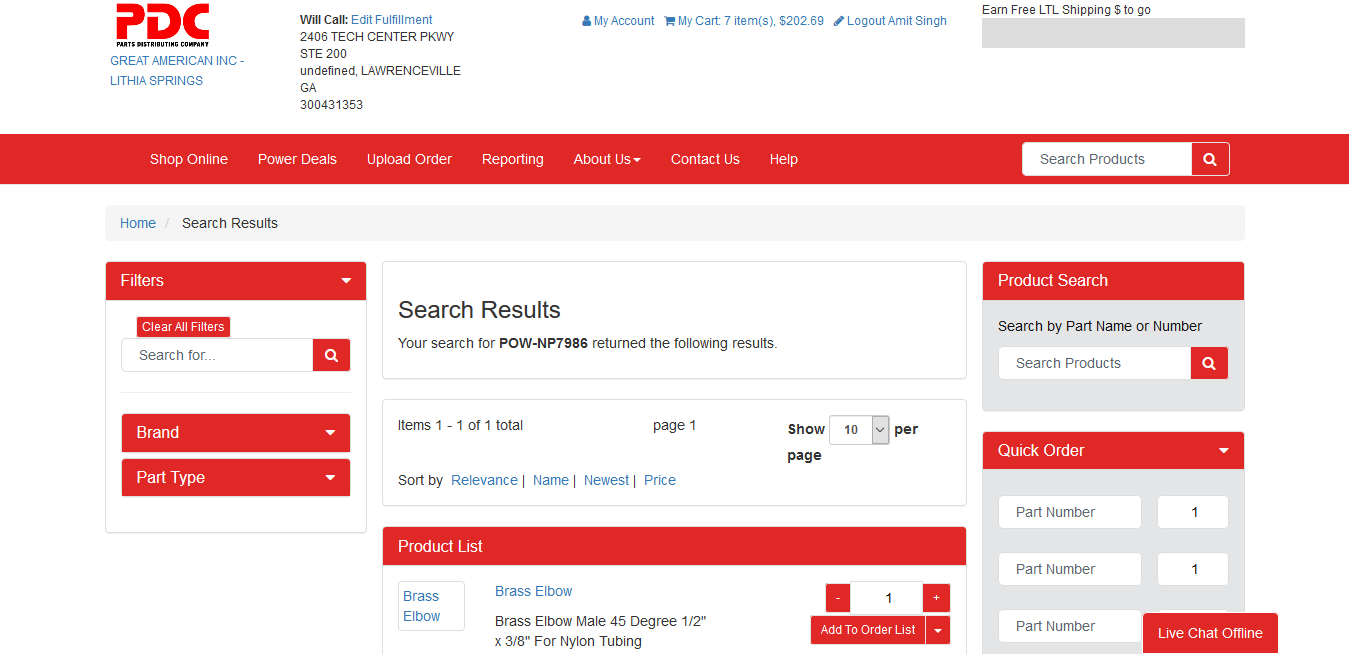 PDC
PARTS DISTRIBUTING COMPANY
GREAT AMERICAN INC -
LITHIA SPRINGS
Will Call: Edit Fulfillment
2406 TECH CENTER PKWY
STE 200
undefined, LAWRENCEVILLE
GA
300431353
My Account My Cart: 7 item(s), $202.69 Logout Amit Singh
Earn Free LTL Shipping $ to go
Shop Online Power Deals Upload Order Reporting About Us Contact Us Help Search Products
Home / Search Results
Filters
Clear All Filters
Search for...
Brand
Part Type
Search Results
Your search for POW-NP7986 returned the following results.
Items 1 - 1 of 1 total page 1 Show 10 per
page
Sort by Relevance | Name | Newest | Price
Product List
Brass
Elbow
Brass Elbow
Brass Elbow Male 45 Degree 1/2"
x 3/8" For Nylon Tubing
- 1 +
Add To Order List
Product Search
Search by Part Name or Number
Search Products
Quick Order
Part Number 1
Part Number 1
Part Number
Live Chat Offline